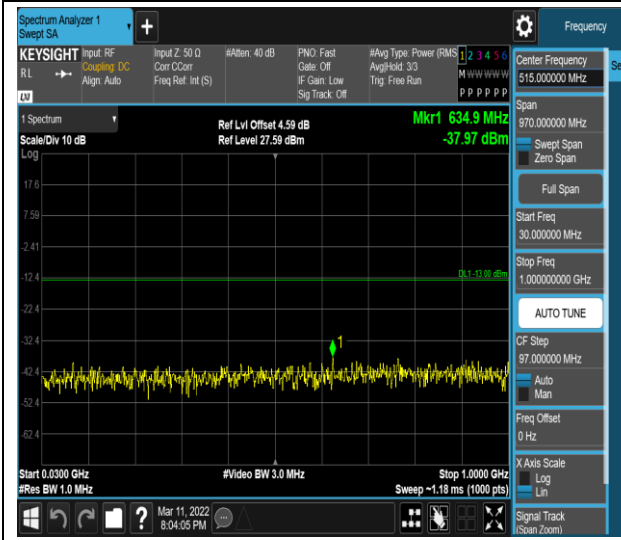 Spectrum Analyzer 1
Swept SA
Frequency
KEYSIGHT
RL
LXI
Input: RF
Coupling: DC
Align: Auto
Input Z: 50 Ω
Corr CCorr
Freq Ref: Int (S)
#Atten: 40 dB
PNO: Fast
Gate: Off
IF Gain: Low
Sig Track: Off
#Avg Type: Power (RMS
Avg|Hold: 3/3
Trig: Free Run
1 2 3 4 5 6
M W W W W W
P P P P P P
1 Spectrum
Scale/Div 10 dB
Log
Ref Lvl Offset 4.59 dB
Ref Level 27.59 dBm
Mkr1 634.9 MHz
-37.97 dBm
17.6
7.59
-2.41
-12.4
-22.4
-32.4
-42.4
-52.4
-62.4
DL1 -13.00 dBm
1
Start 0.0300 GHz
#Res BW 1.0 MHz
#Video BW 3.0 MHz
Stop 1.0000 GHz
Sweep ~1.18 ms (1000 pts)
?
Mar 11, 2022
8:04:05 PM
Center Frequency
515.000000 MHz
Se
Span
970.000000 MHz
Swept Span
Zero Span
Full Span
Start Freq
30.000000 MHz
Stop Freq
1.000000000 GHz
AUTO TUNE
CF Step
97.000000 MHz
Auto
Man
Freq Offset
0 Hz
X Axis Scale
Log
Lin
Signal Track
(Span Zoom)